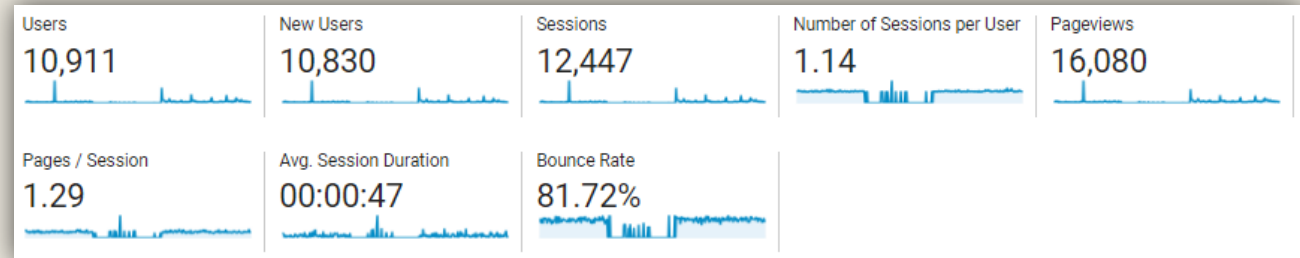 Users
10,911
New Users
10,830
Sessions
12,447
Number of Sessions per User
1.14
Pageviews
16,080
Pages / Session
1.29
Avg. Session Duration
00:00:47
Bounce Rate
81.72%